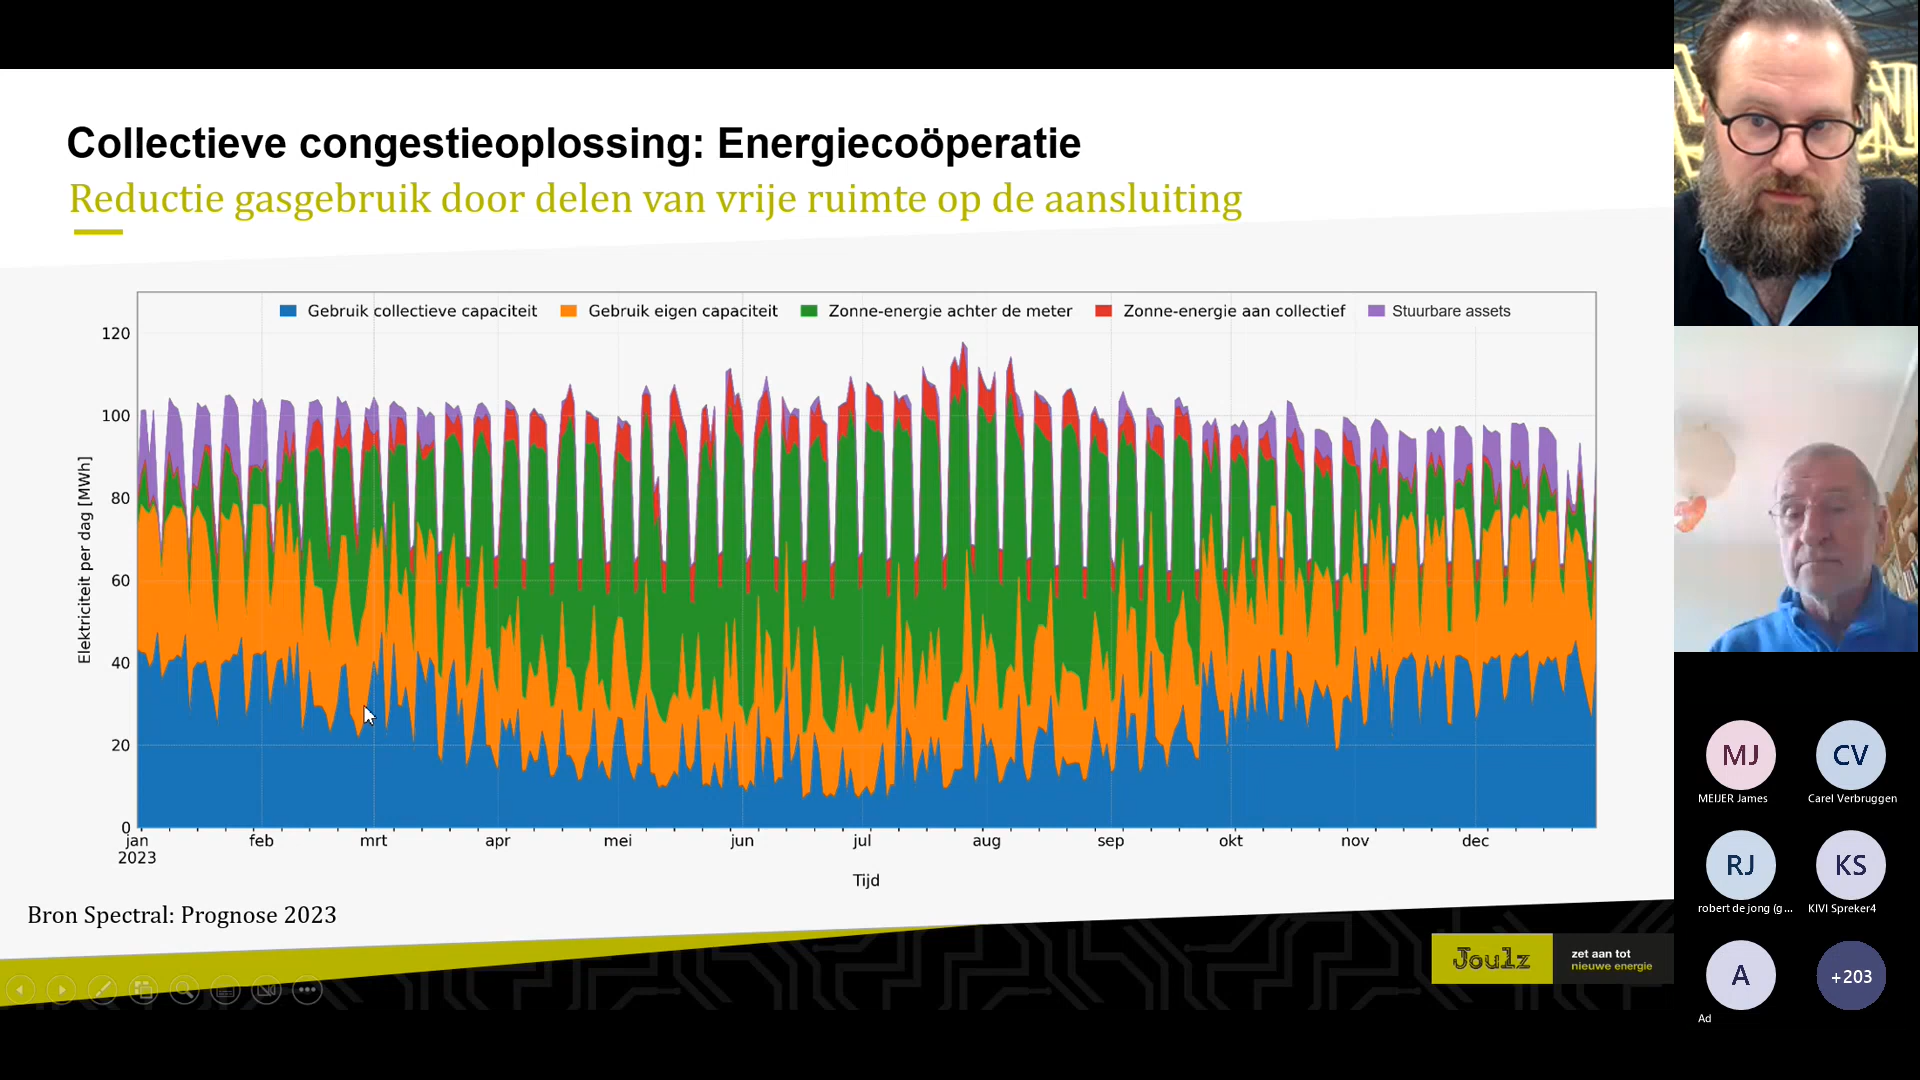 Collectieve congestieoplossing: Energiecoöperatie
Reductie gasgebruik door delen van vrije ruimte op de aansluiting
Gebruik collectieve capaciteit
Gebruik eigen capaciteit
Zonne-energie achter de meter
Zonne-energie aan collectief
Stuurbare assets
Elektriciteit per dag [MWh]
120
100
80
60
40
20
0
jan feb mrt apr mei jun jul aug sep okt nov dec
2023
Tijd
Bron Spectral: Prognose 2023
Joulz
zet aan tot
nieuwe energie
MJ
MEIJER James
CV
Carel Verbruggen
RJ
robert de jong (g...
KS
KIVI Spreker4
A
Ad
+203